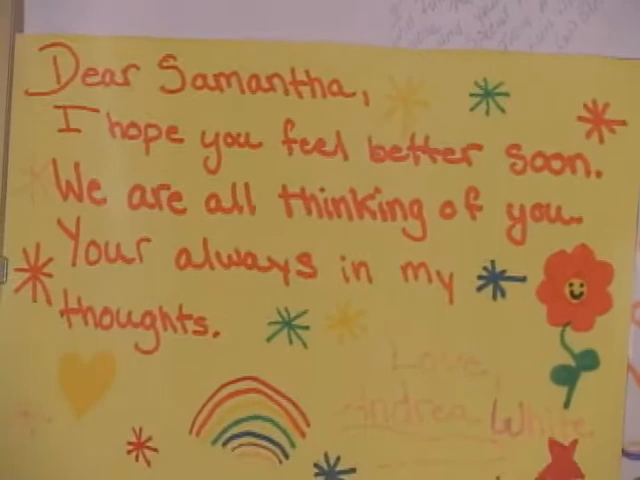 Dear Samantha,
I hope you feel better soon.
We are all thinking of you.
Your always in my
thoughts.
Love,
Andrea White